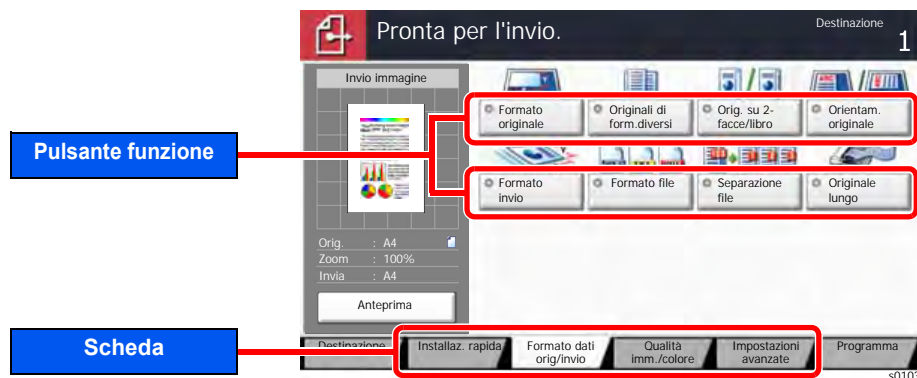 Pronta per l'invio.
Destinazione
1
Invio immagine
Formato
originale
Originali di
form.diversi
Orig. su 2-
facce/libro
Orientam.
originale
Pulsante funzione
Formato
invio
Formato file
Separazione
file
Originale
lungo
Orig. : A4
Zoom : 100%
Invia : A4
Anteprima
Scheda
Destinazione
Installaz. rapida
Formato dati
orig/invio
Qualità
imm./colore
Impostazioni
avanzate
Programma